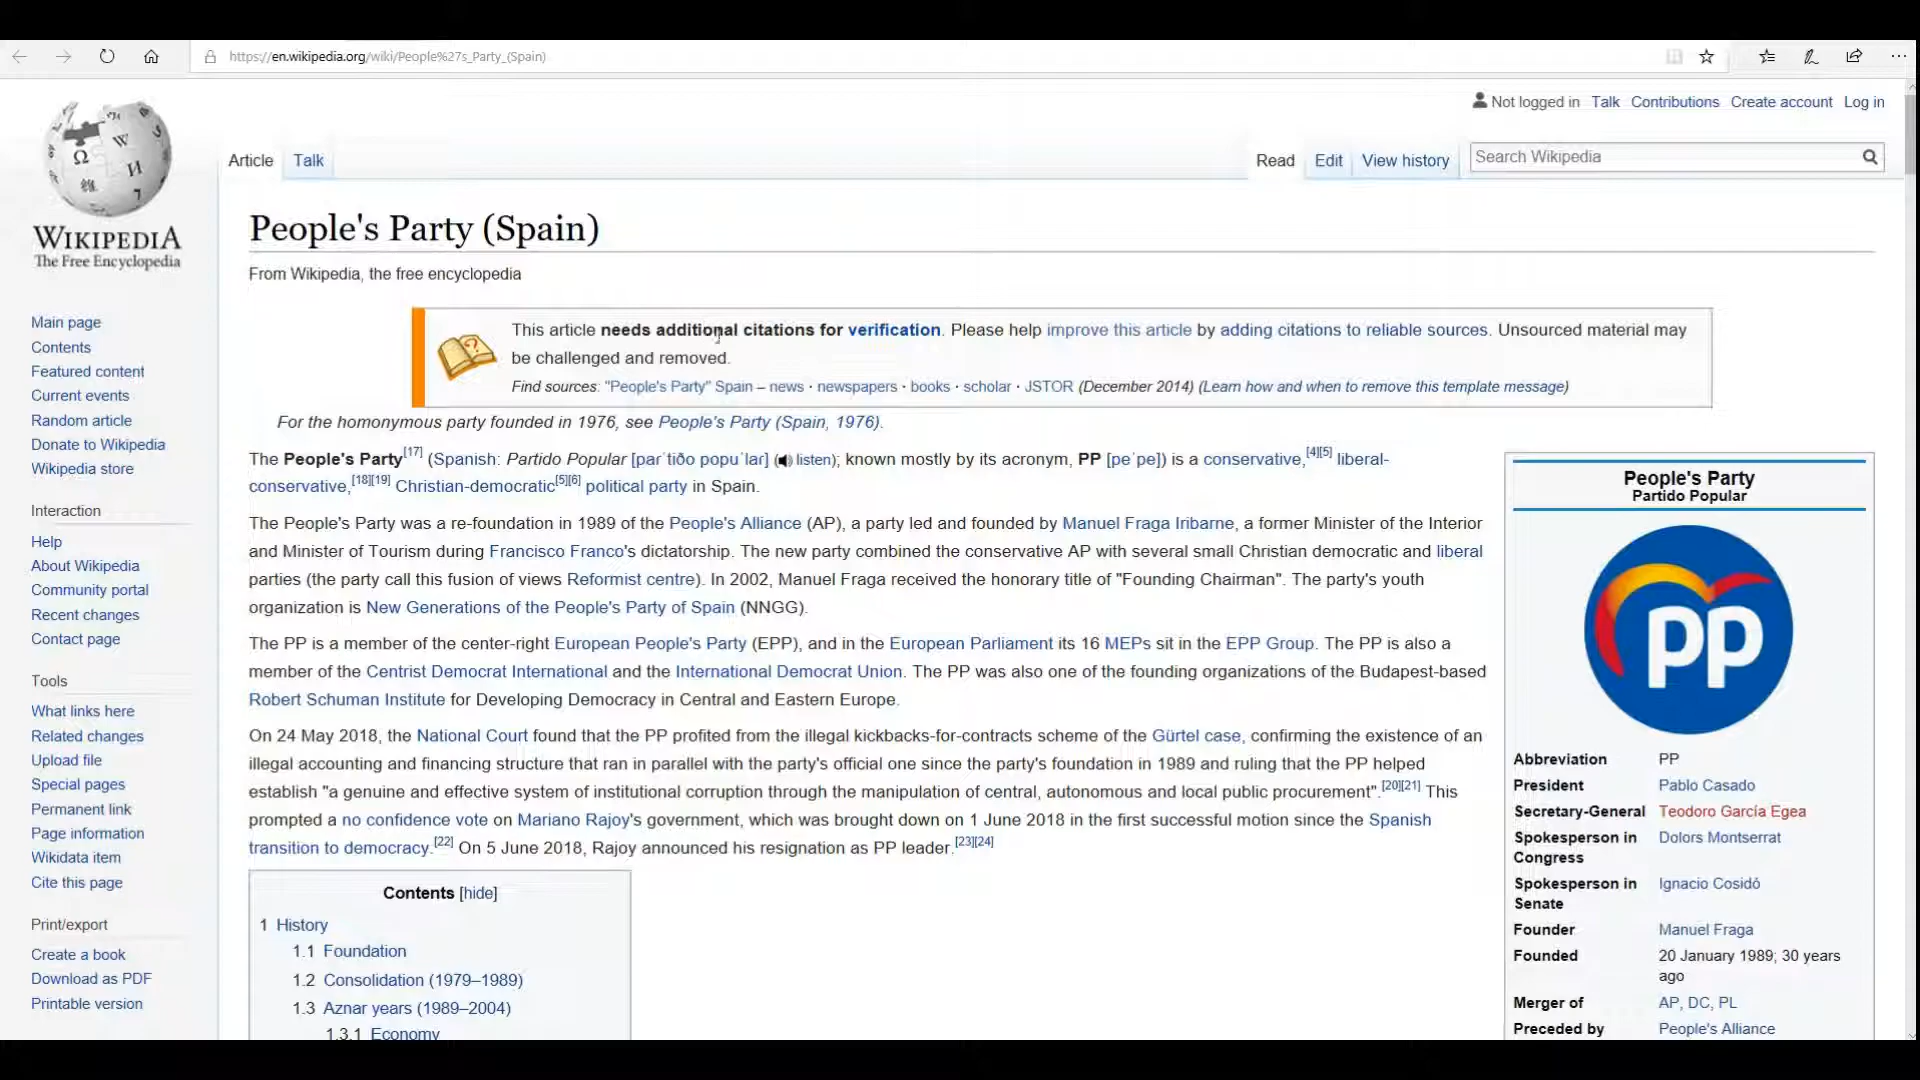 https://en.wikipedia.org/wiki/People%27s_Party_(Spain)
Not logged in Talk Contributions Create account Log in
Article Talk Read Edit View history Search Wikipedia
WIKIPEDIA
The Free Encyclopedia
Main page
Contents
Featured content
Current events
Random article
Donate to Wikipedia
Wikipedia store
Interaction
Help
About Wikipedia
Community portal
Recent changes
Contact page
Tools
What links here
Related changes
Upload file
Special pages
Permanent link
Page information
Wikidata item
Cite this page
Print/export
Create a book
Download as PDF
Printable version
People's Party (Spain)
From Wikipedia, the free encyclopedia
This article needs additional citations for verification. Please help improve this article by adding citations to reliable sources. Unsourced material may
be challenged and removed.
Find sources: "People's Party" Spain – news · newspapers · books · scholar · JSTOR (December 2014) (Learn how and when to remove this template message)
For the homonymous party founded in 1976, see People's Party (Spain, 1976).
The People's Party[17] (Spanish: Partido Popular [parˈtiðo popuˈlaɾ] (listen); known mostly by its acronym, PP [peˈpe]) is a conservative,[4][5] liberal-
conservative,[18][19] Christian-democratic[5][6] political party in Spain.
The People's Party was a re-foundation in 1989 of the People's Alliance (AP), a party led and founded by Manuel Fraga Iribarne, a former Minister of the Interior
and Minister of Tourism during Francisco Franco's dictatorship. The new party combined the conservative AP with several small Christian democratic and liberal
parties (the party call this fusion of views Reformist centre). In 2002, Manuel Fraga received the honorary title of "Founding Chairman". The party's youth
organization is New Generations of the People's Party of Spain (NNGG).
The PP is a member of the center-right European People's Party (EPP), and in the European Parliament its 16 MEPs sit in the EPP Group. The PP is also a
member of the Centrist Democrat International and the International Democrat Union. The PP was also one of the founding organizations of the Budapest-based
Robert Schuman Institute for Developing Democracy in Central and Eastern Europe.
On 24 May 2018, the National Court found that the PP profited from the illegal kickbacks-for-contracts scheme of the Gürtel case, confirming the existence of an
illegal accounting and financing structure that ran in parallel with the party's official one since the party's foundation in 1989 and ruling that the PP helped
establish "a genuine and effective system of institutional corruption through the manipulation of central, autonomous and local public procurement".[20][21] This
prompted a no confidence vote on Mariano Rajoy's government, which was brought down on 1 June 2018 in the first successful motion since the Spanish
transition to democracy.[22] On 5 June 2018, Rajoy announced his resignation as PP leader.[23][24]
Contents [hide]
1 History
1.1 Foundation
1.2 Consolidation (1979–1989)
1.3 Aznar years (1989–2004)
1.3.1 Economy
People's Party
Partido Popular
pp
Abbreviation PP
President Pablo Casado
Secretary-General Teodoro García Egea
Spokesperson in Congress Dolors Montserrat
Spokesperson in Senate Ignacio Cosidó
Founder Manuel Fraga
Founded 20 January 1989; 30 years
ago
Merger of AP, DC, PL
Preceded by People's Alliance